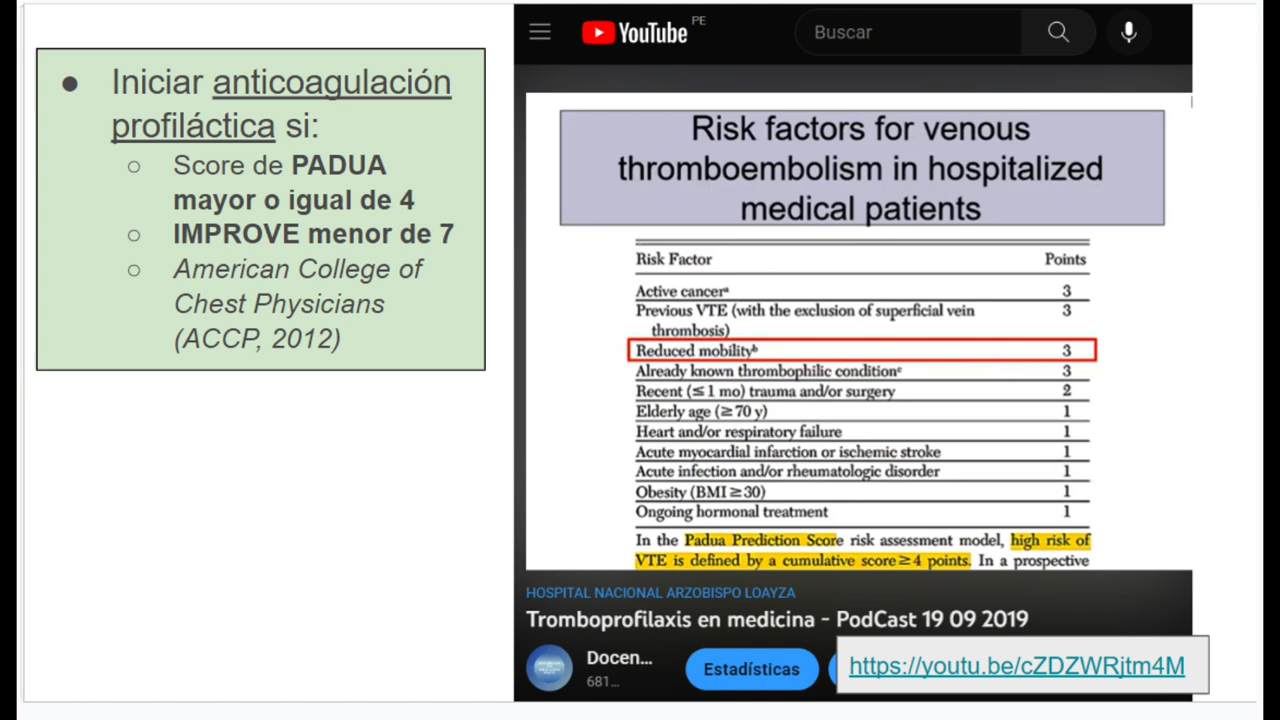 ● Iniciar anticoagulación
profiláctica si:
○ Score de PADUA
mayor o igual de 4
○ IMPROVE menor de 7
○ American College of
Chest Physicians
(ACCP, 2012)
YouTube PE
Buscar
Risk factors for venous
thromboembolism in hospitalized
medical patients
Risk Factor Points
Active cancerᵃ 3
Previous VTE (with the exclusion of superficial vein 3
thrombosis)
Reduced mobilityᵇ 3
Already known thrombophilic conditionᶜ 3
Recent (≤1 mo) trauma and/or surgery 2
Elderly age (≥70 y) 1
Heart and/or respiratory failure 1
Acute myocardial infarction or ischemic stroke 1
Acute infection and/or rheumatologic disorder 1
Obesity (BMI ≥30) 1
Ongoing hormonal treatment 1
In the Padua Prediction Score risk assessment model, high risk of
VTE is defined by a cumulative score ≥4 points. In a prospective
HOSPITAL NACIONAL ARZOBISPO LOAYZA
Tromboprofilaxis en medicina - PodCast 19 09 2019
Docen...
681...
Estadísticas
https://youtu.be/cZDZWRjtm4M